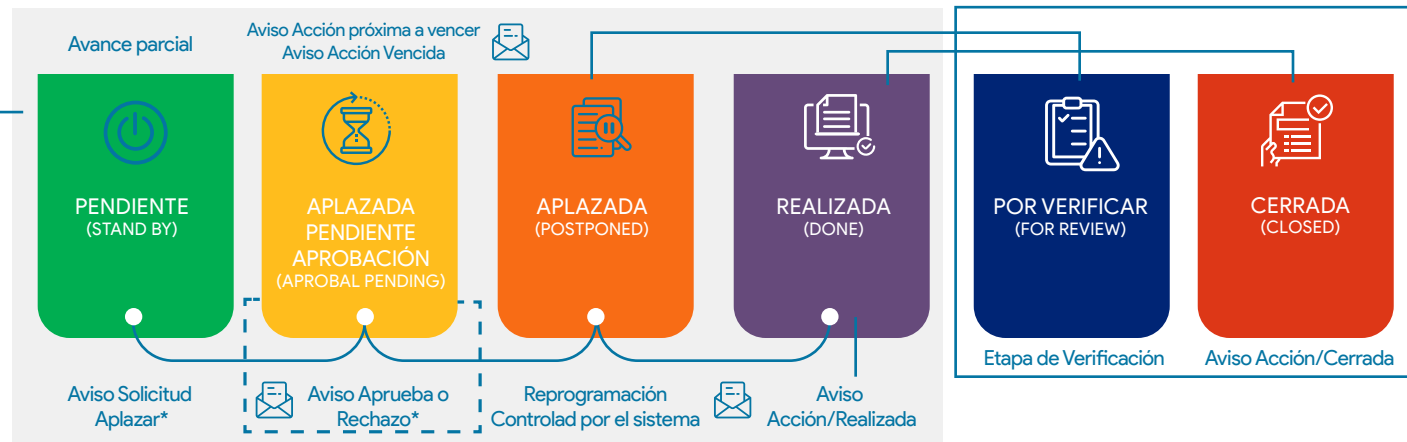 Avance parcial
Aviso Acción próxima a vencer
Aviso Acción Vencida
PENDIENTE
(STAND BY)
APLAZADA
PENDIENTE
APROBACIÓN
(APROBAL PENDING)
APLAZADA
(POSTPONED)
REALIZADA
(DONE)
POR VERIFICAR
(FOR REVIEW)
CERRADA
(CLOSED)
Aviso Solicitud
Aplazar*
Aviso Aprueba o
Rechazo*
Reprogramación
Controlad por el sistema
Aviso
Acción/Realizada
Etapa de Verificación
Aviso Acción/Cerrada